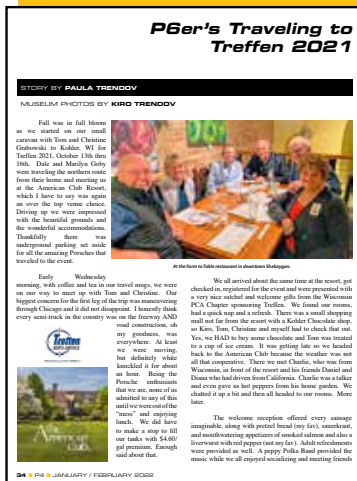 P6er's Traveling to
Treffen 2021
STORY BY PAULA TRENDOV
MUSEUM PHOTOS BY KIRO TRENDOV
Fall was in full bloom
as we started on our small
caravan with Tom and Christine
Grabowski to Kohler, WI for
Treffen 2021, October 13th thru
16th. Dale and Marilyn Goby
were traveling the northern route
from their home and meeting us
at the American Club Resort,
which I have to say was again
an over the top venue choice.
Driving up we were impressed
with the beautiful grounds and
the wonderful accommodations.
Thankfully there was
underground parking set aside
for all the amazing Porsches that
traveled to the event.
Early Wednesday
morning, with coffee and tea in our travel mugs, we were
on our way to meet up with Tom and Christine. Our
biggest concern for the first leg of the trip was maneuvering
through Chicago and it did not disappoint. I honestly think
every semi-truck in the country was on the freeway AND
road construction, oh
my goodness, was
everywhere. At least
we were moving,
but definitely white
knuckled it for about
an hour. Being the
Porsche enthusiasts
that we are, none of us
admitted to any of this
until we were out of the
"mess" and enjoying
lunch. We did have
to make a stop to fill
our tanks with $4.60/
gal premium. Enough
said about that.
Treffen
NORTH AMERICA
American
Club
At the Farm to Table restaurant in downtown Sheboygan.
We all arrived about the same time at the resort, got
checked in, registered for the event and were presented with
a very nice satchel and welcome gifts from the Wisconsin
PCA Chapter sponsoring Treffen. We found our rooms,
had a quick nap and a refresh. There was a small shopping
mall not far from the resort with a Kohler Chocolate shop,
so Kiro, Tom, Christine and myself had to check that out.
Yes, we HAD to buy some chocolate and Tom was treated
to a cup of ice cream. It was getting late so we headed
back to the American Club because the weather was not
all that cooperative. There we met Charlie, who was from
Wisconsin, in front of the resort and his friends Daniel and
Diana who had driven from California. Charlie was a talker
and even gave us hot peppers from his home garden. We
chatted it up a bit and then all headed to our rooms. More
later.
The welcome reception offered every sausage
imaginable, along with pretzel bread (my fav), sauerkraut,
and mouthwatering appetizers of smoked salmon and also a
liverwurst with red pepper (not my fav). Adult refreshments
were provided as well. A peppy Polka Band provided the
music while we all enjoyed socializing and meeting friends
34 P4 JANUARY / FEBRUARY 2022